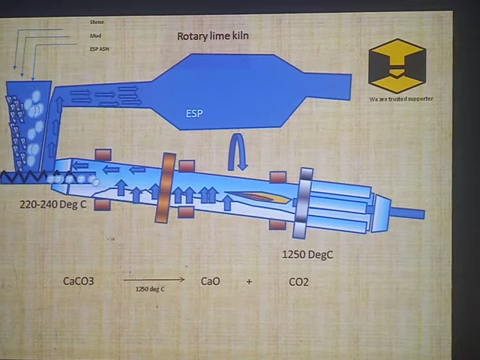 Stone
Mud
ESP ASH
Rotary lime kiln
ESP
We are trusted supporter
220-240 Deg C
1250 DegC
CaCO3
1250 deg C
CaO
+
CO2